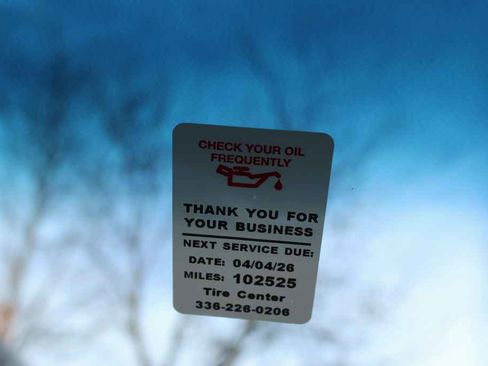 CHECK YOUR OIL
FREQUENTLY
THANK YOU FOR
YOUR BUSINESS
NEXT SERVICE DUE:
DATE: 04/04/26
MILES: 102525
Tire Center
336-226-0206